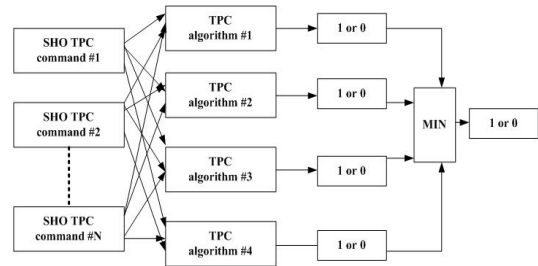 SHO TPC
command #1
SHO TPC
command #2
SHO TPC
command #N
TPC
algorithm #1
TPC
algorithm #2
TPC
algorithm #3
TPC
algorithm #4
1 or 0
1 or 0
1 or 0
1 or 0
MIN
1 or 0